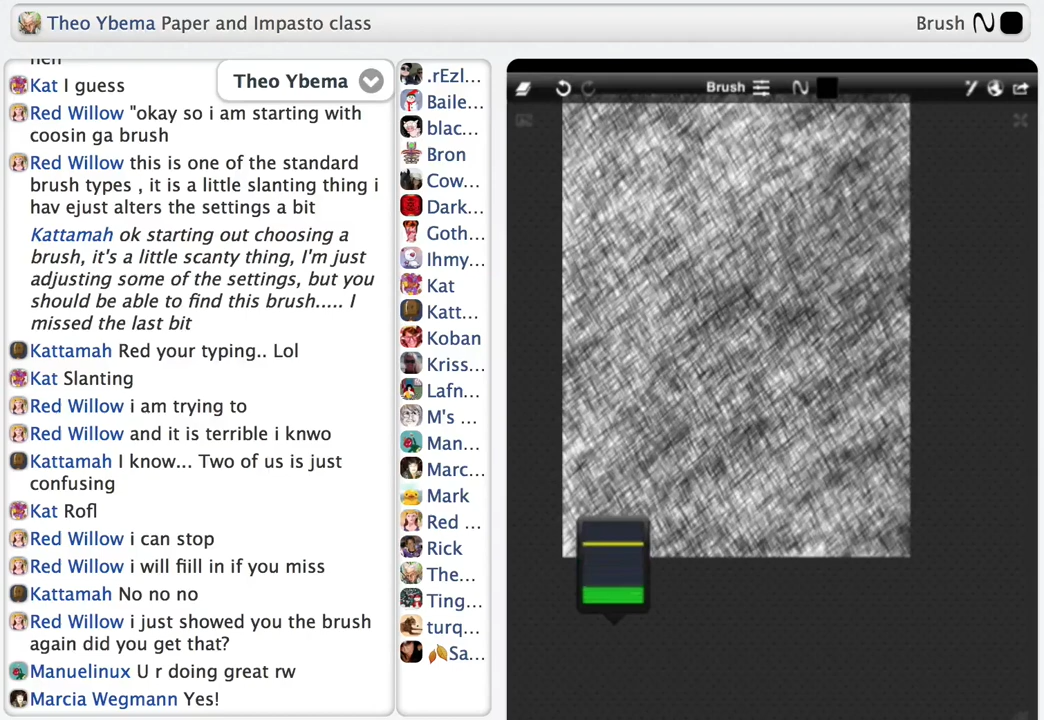 Theo Ybema Paper and Impasto class
Brush
Theo Ybema
Kat I guess
Red Willow "okay so i am starting with
coosin ga brush
Red Willow this is one of the standard
brush types , it is a little slanting thing i
hav ejust alters the settings a bit
Kattamah ok starting out choosing a
brush, it's a little scanty thing, I'm just
adjusting some of the settings, but you
should be able to find this brush..... I
missed the last bit
Kattamah Red your typing.. Lol
Kat Slanting
Red Willow i am trying to
Red Willow and it is terrible i knwo
Kattamah I know... Two of us is just
confusing
Kat Rofl
Red Willow i can stop
Red Willow i will fiill in if you miss
Kattamah No no no
Red Willow i just showed you the brush
again did you get that?
Manuelinux U r doing great rw
Marcia Wegmann Yes!
.rEzl...
Baile...
blac...
Bron
Cow...
Dark...
Goth...
Ihmy...
Kat
Katt...
Koban
Kriss...
Lafn...
M's ...
Man...
Marc...
Mark
Red ...
Rick
The...
Ting...
turq...
Sa...
Brush